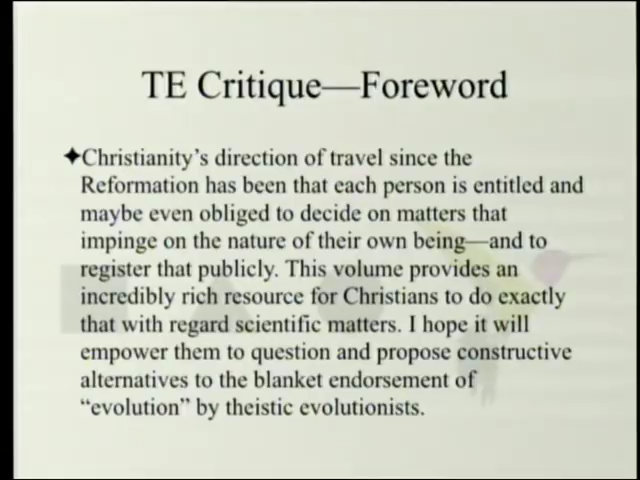 TE Critique—Foreword
✦Christianity’s direction of travel since the
Reformation has been that each person is entitled and
maybe even obliged to decide on matters that
impinge on the nature of their own being—and to
register that publicly. This volume provides an
incredibly rich resource for Christians to do exactly
that with regard scientific matters. I hope it will
empower them to question and propose constructive
alternatives to the blanket endorsement of
“evolution” by theistic evolutionists.